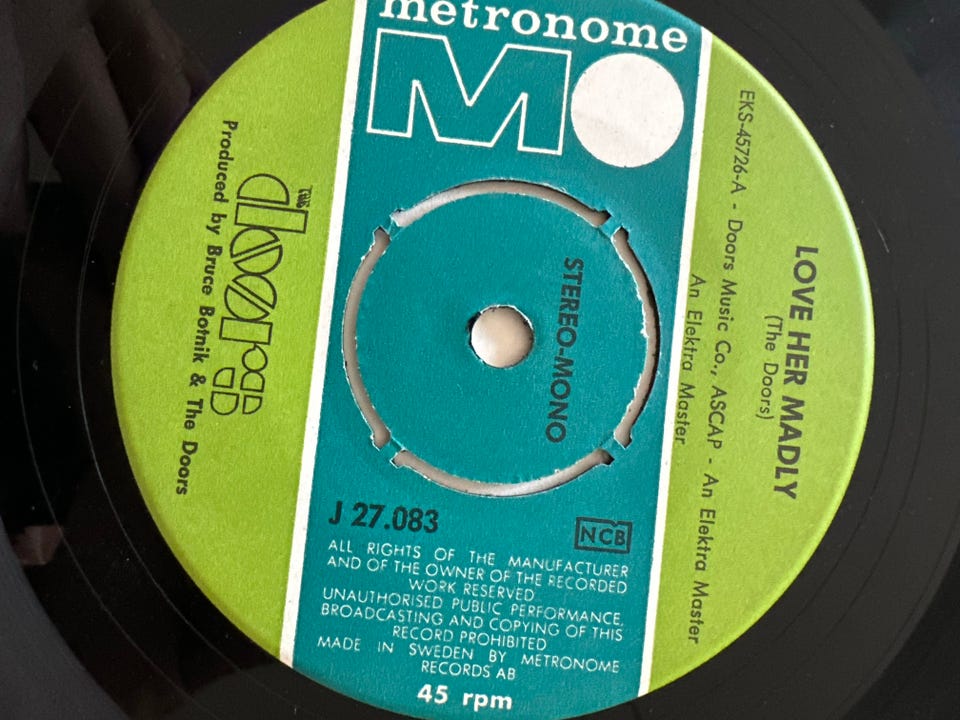 metronome
MO
EKS-45726-A - Doors Music Co., ASCAP - An Elektra Master
LOVE HER MADLY
(The Doors)
An Elektra Master
STEREO-MONO
THE
doors
Produced by Bruce Botnik & The Doors
J 27.083
NCB
ALL RIGHTS OF THE MANUFACTURER
AND OF THE OWNER OF THE RECORDED
WORK RESERVED
UNAUTHORISED PUBLIC PERFORMANCE,
BROADCASTING AND COPYING OF THIS
RECORD PROHIBITED
MADE IN SWEDEN BY METRONOME
RECORDS AB
45 rpm